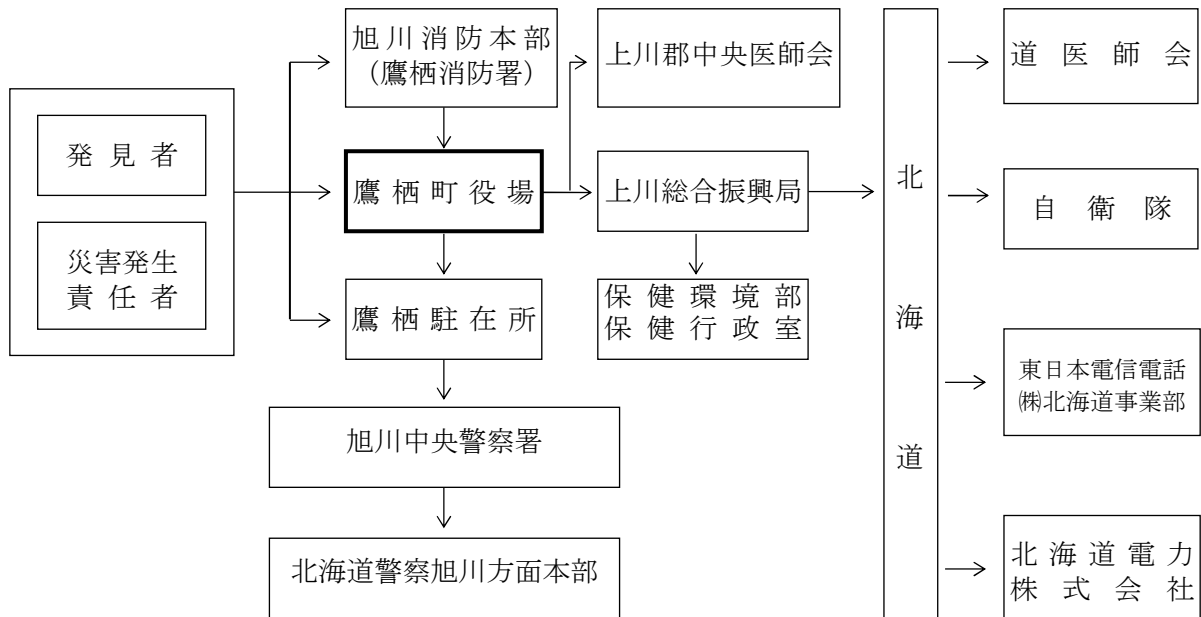 発見者
災害発生
責任者
旭川消防本部
（鷹栖消防署）
鷹栖町役場
鷹栖駐在所
旭川中央警察署
北海道警察旭川方面本部
上川郡中央医師会
上川総合振興局
保健環境部
保健行政室
北海道
道医師会
自衛隊
東日本電信電話
㈱北海道事業部
北海道電力
株式会社